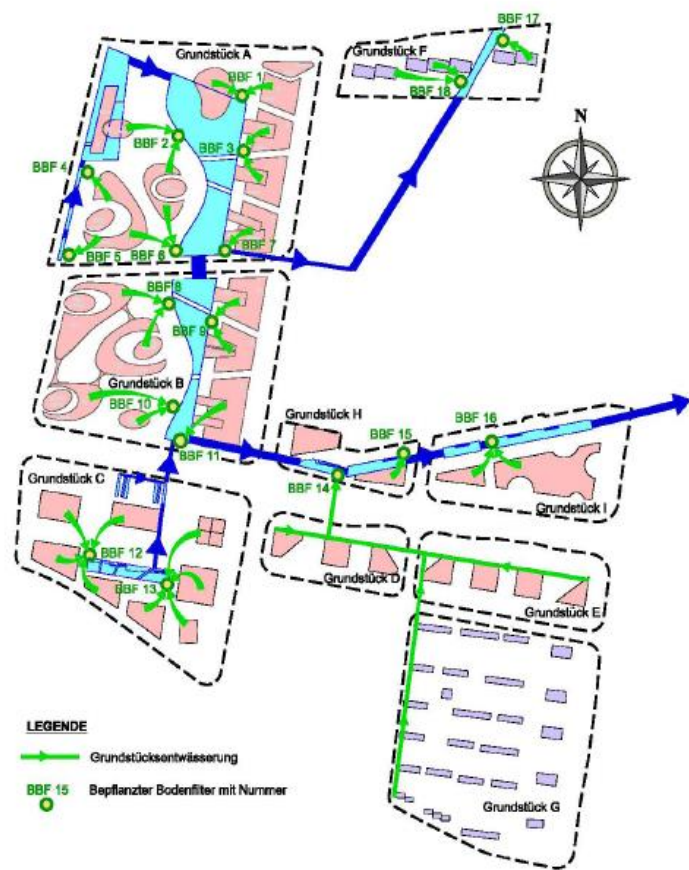 BBF 17
Grundstück A
Grundstück F
BBF 1
BBF 18
N
BBF 2
BBF 3
BBF 4
BBF 5
BBF 6
BBF 7
BBF 8
BBF 9
Grundstück B
BBF 10
BBF 11
Grundstück H
BBF 15
BBF 16
Grundstück C
BBF 14
Grundstück I
BBF 12
BBF 13
Grundstück D
Grundstück E
LEGENDE
Grundstücksentwässerung
BBF 15 Bepflanzter Bodenfilter mit Nummer
Grundstück G